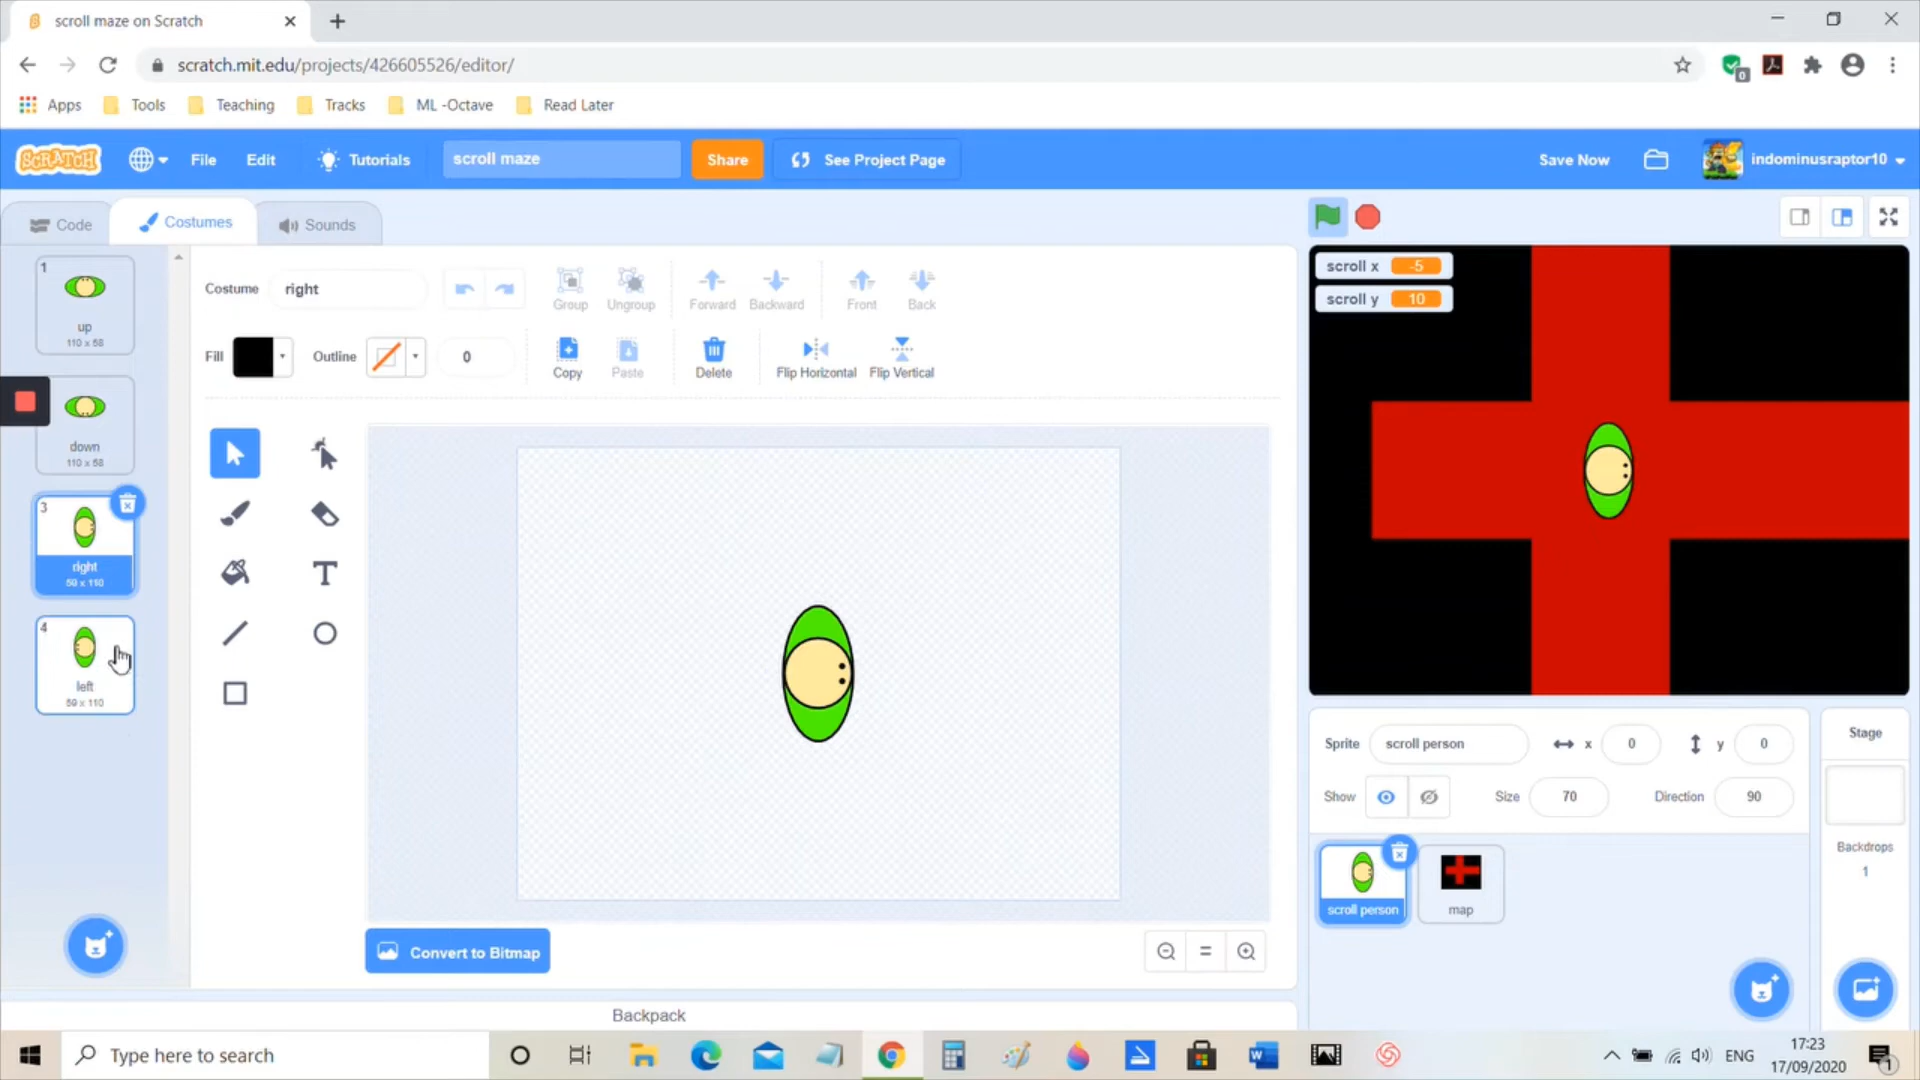 scroll maze on Scratch
scratch.mit.edu/projects/426605526/editor/
Apps Tools Teaching Tracks ML -Octave Read Later
SCRATCH File Edit Tutorials scroll maze Share See Project Page Save Now indominusraptor10
Code Costumes Sounds
1
up
110 x 58
2
down
110 x 58
3
right
59 x 110
4
left
59 x 110
Costume right
Group Ungroup Forward Backward Front Back
Fill Outline 0
Copy Paste Delete Flip Horizontal Flip Vertical
T
Convert to Bitmap
Backpack
scroll x -5
scroll y 10
Sprite scroll person x 0 y 0
Show Size 70 Direction 90
scroll person
map
Stage
Backdrops
1
Type here to search
ENG
17:23
17/09/2020